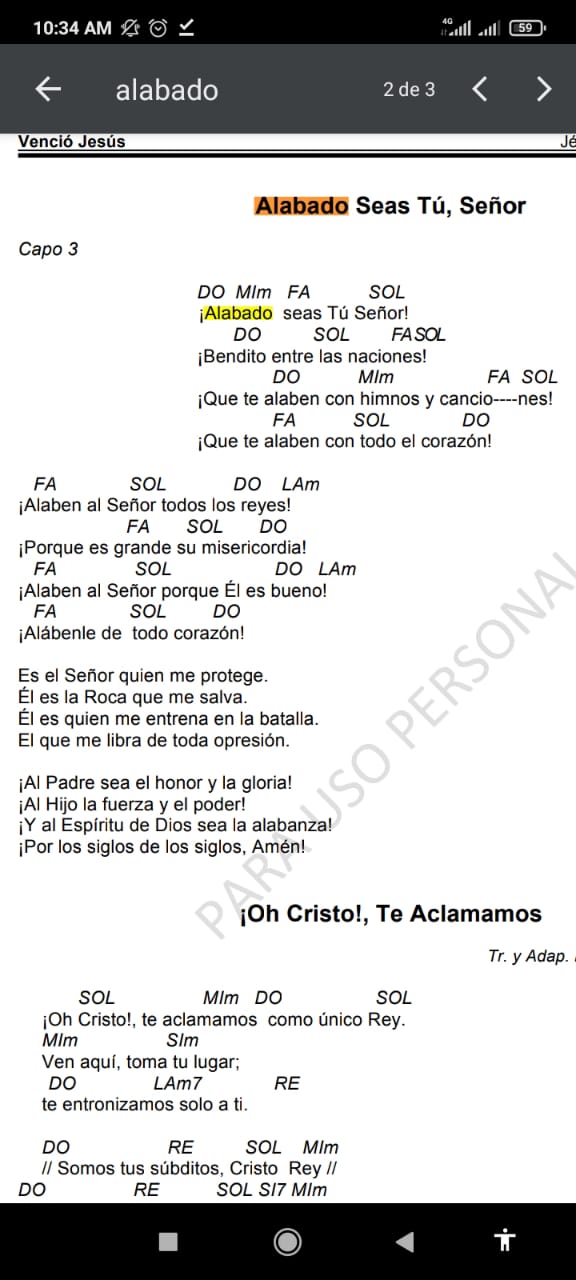 10:34 AM 4G 59
alabado 2 de 3
Venció Jesús Jé
Alabado Seas Tú, Señor
Capo 3
DO MIm FA SOL
¡Alabado seas Tú Señor!
DO SOL FA SOL
¡Bendito entre las naciones!
DO MIm FA SOL
¡Que te alaben con himnos y cancio----nes!
FA SOL DO
¡Que te alaben con todo el corazón!
FA SOL DO LAm
¡Alaben al Señor todos los reyes!
FA SOL DO
¡Porque es grande su misericordia!
FA SOL DO LAm
¡Alaben al Señor porque Él es bueno!
FA SOL DO
¡Alábenle de todo corazón!
Es el Señor quien me protege.
Él es la Roca que me salva.
Él es quien me entrena en la batalla.
El que me libra de toda opresión.
¡Al Padre sea el honor y la gloria!
¡Al Hijo la fuerza y el poder!
¡Y al Espíritu de Dios sea la alabanza!
¡Por los siglos de los siglos, Amén!
PARA USO PERSONAL
¡Oh Cristo!, Te Aclamamos
Tr. y Adap.
SOL MIm DO SOL
¡Oh Cristo!, te aclamamos como único Rey.
MIm SIm
Ven aquí, toma tu lugar;
DO LAm7 RE
te entronizamos solo a ti.
DO RE SOL MIm
// Somos tus súbditos, Cristo Rey //
DO RE SOL SI7 MIm